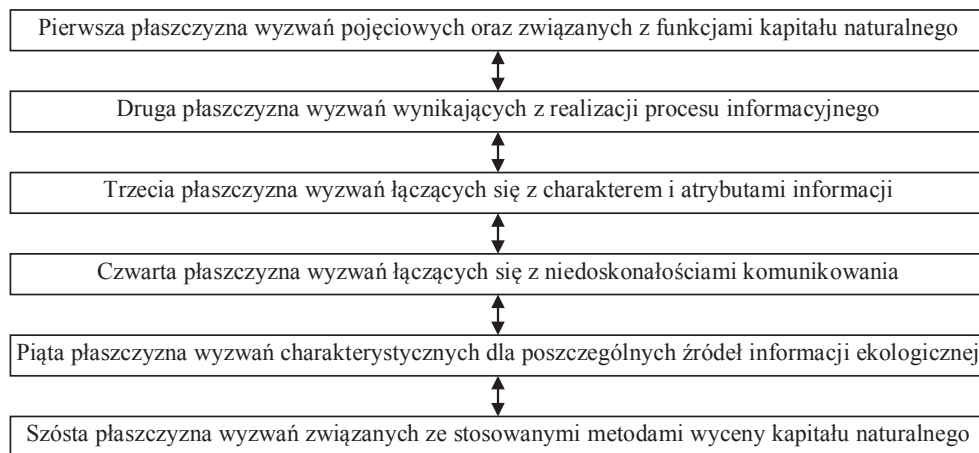 Pierwsza płaszczyzna wyzwań pojęciowych oraz związanych z funkcjami kapitału naturalnego
Druga płaszczyzna wyzwań wynikających z realizacji procesu informacyjnego
Trzecia płaszczyzna wyzwań łączących się z charakterem i atrybutami informacji
Czwarta płaszczyzna wyzwań łączących się z niedoskonałościami komunikowania
Piąta płaszczyzna wyzwań charakterystycznych dla poszczególnych źródeł informacji ekologicznej
Szósta płaszczyzna wyzwań związanych ze stosowanymi metodami wyceny kapitału naturalnego